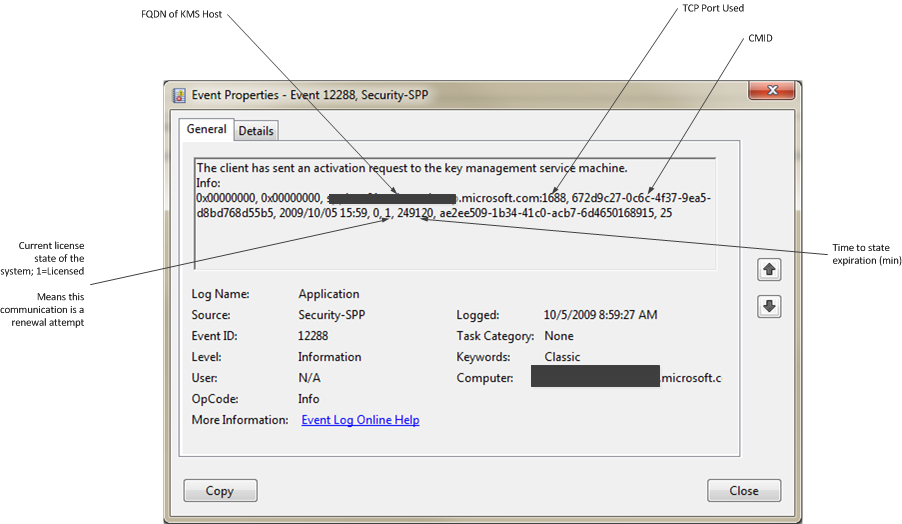 FQDN of KMS Host
TCP Port Used
CMID
Event Properties - Event 12288, Security-SPP
General
Details
The client has sent an activation request to the key management service machine.
Info:
0x00000000, 0x00000000, .microsoft.com:1688, 672d9c27-0c6c-4f37-9ea5-
d8bd768d55b5, 2009/10/05 15:59, 0, 1, 249120, ae2ee509-1b34-41c0-acb7-6d4650168915, 25
Current license
state of the
system; 1=Licensed
Means this
communication is a
renewal attempt
Time to state
expiration (min)
Log Name: Application
Source: Security-SPP Logged: 10/5/2009 8:59:27 AM
Event ID: 12288 Task Category: None
Level: Information Keywords: Classic
User: N/A Computer: .microsoft.c
OpCode: Info
More Information: Event Log Online Help
Copy
Close